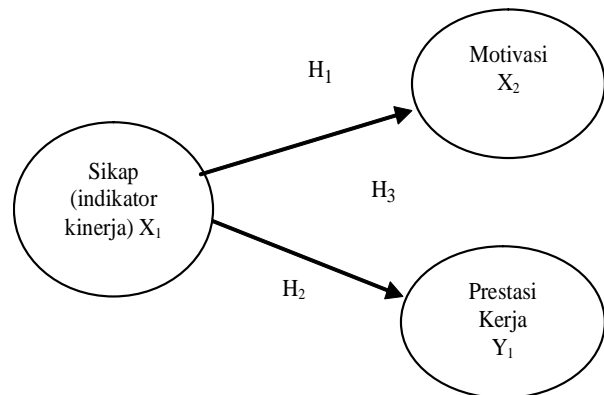 Motivasi
X₂
H₁
Sikap
(indikator
kinerja) X₁
H₃
H₂
Prestasi
Kerja
Y₁